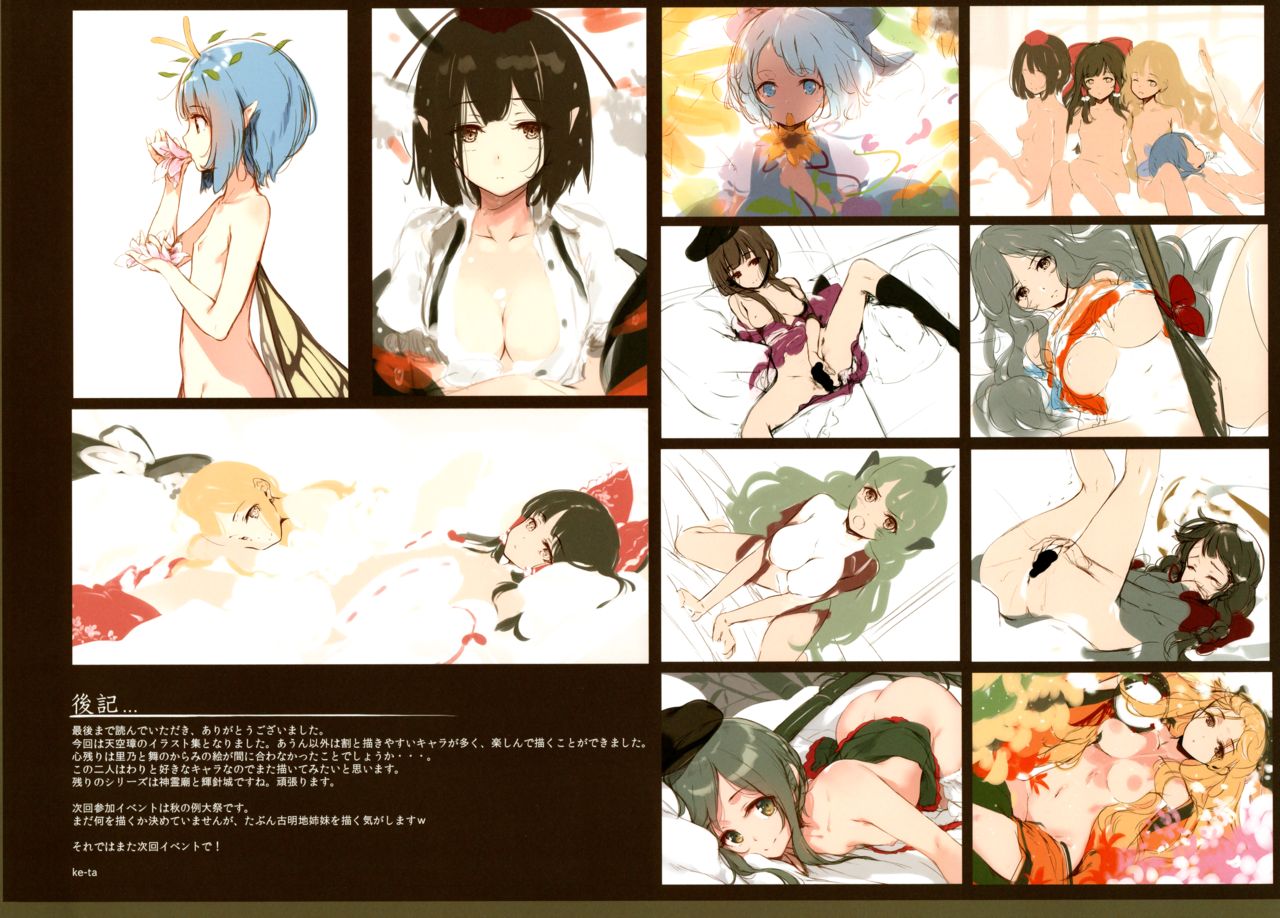 後記...
最後まで読んでいただき、ありがとうございました。
今回は天空璋のイラスト集となりました。あうん以外は割と描きやすいキャラが多く、楽しんで描くことができました。
心残りは里乃と舞のからみの絵が間に合わなかったことでしょうか・・・。
この二人はわりと好きなキャラなのでまた描いてみたいと思います。
残りのシリーズは神霊廟と輝針城ですね。頑張ります。
次回参加イベントは秋の例大祭です。
まだ何を描くか決めていませんが、たぶん古明地姉妹を描く気がしますｗ
それではまた次回イベントで！
ke-ta